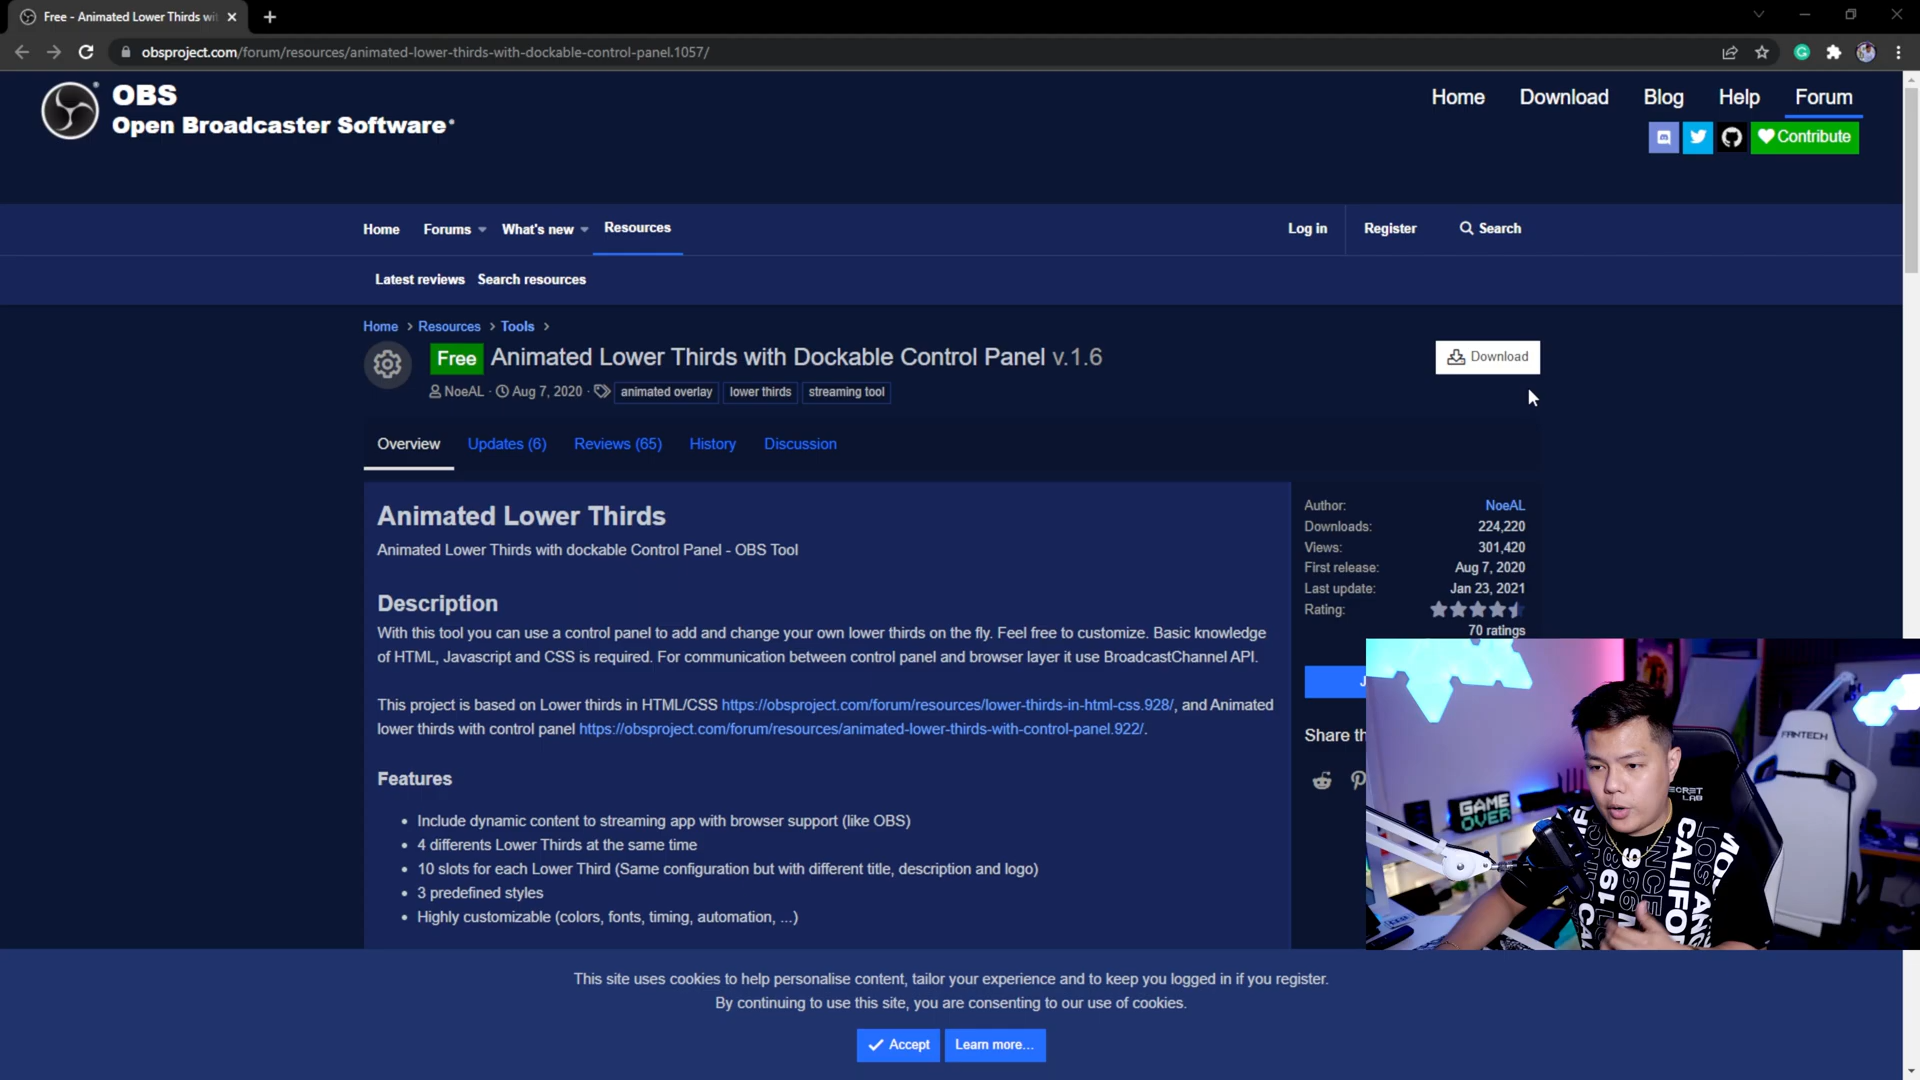 Free - Animated Lower Thirds wit
obsproject.com/forum/resources/animated-lower-thirds-with-dockable-control-panel.1057/
OBS
Open Broadcaster Software
Home Download Blog Help Forum
Contribute
Home Forums What's new Resources Log in Register Search
Latest reviews Search resources
Home > Resources > Tools >
Free Animated Lower Thirds with Dockable Control Panel v.1.6 Download
NoeAL · Aug 7, 2020 · animated overlay lower thirds streaming tool
Overview Updates (6) Reviews (65) History Discussion
Animated Lower Thirds
Animated Lower Thirds with dockable Control Panel - OBS Tool
Description
With this tool you can use a control panel to add and change your own lower thirds on the fly. Feel free to customize. Basic knowledge
of HTML, Javascript and CSS is required. For communication between control panel and browser layer it use BroadcastChannel API.
This project is based on Lower thirds in HTML/CSS https://obsproject.com/forum/resources/lower-thirds-in-html-css.928/, and Animated
lower thirds with control panel https://obsproject.com/forum/resources/animated-lower-thirds-with-control-panel.922/.
Features
• Include dynamic content to streaming app with browser support (like OBS)
• 4 differents Lower Thirds at the same time
• 10 slots for each Lower Third (Same configuration but with different title, description and logo)
• 3 predefined styles
• Highly customizable (colors, fonts, timing, automation, ...)
Author: NoeAL
Downloads: 224,220
Views: 301,420
First release: Aug 7, 2020
Last update: Jan 23, 2021
Rating:
70 ratings
Share th
FANTECH
SECRET
LAB
GAME
OVER
MOS
LOS ANG
CALIFOR
INCE
This site uses cookies to help personalise content, tailor your experience and to keep you logged in if you register.
By continuing to use this site, you are consenting to our use of cookies.
Accept Learn more…